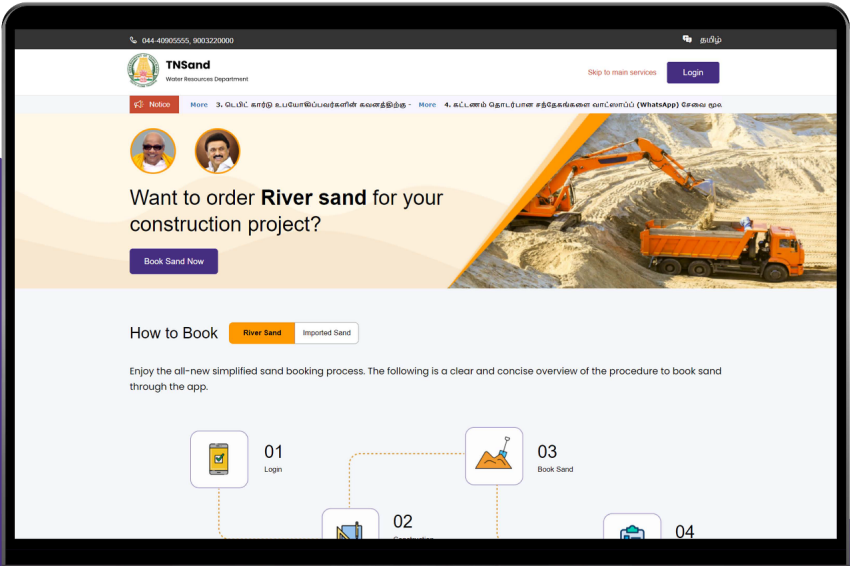 044-40905555, 9003220000
தமிழ்
TNSand
Water Resources Department
Skip to main services
Login
Notice
More 3. டெபிட் கார்டு உபயோகிப்பவர்களின் கவனத்திற்கு - More 4. கட்டணம் தொடர்பான சந்தேகங்களை வாட்ஸாப்ப் (WhatsApp) சேவை மூல
Want to order River sand for your
construction project?
Book Sand Now
How to Book
River Sand
Imported Sand
Enjoy the all-new simplified sand booking process. The following is a clear and concise overview of the procedure to book sand
through the app.
01
Login
03
Book Sand
02
Construction
04